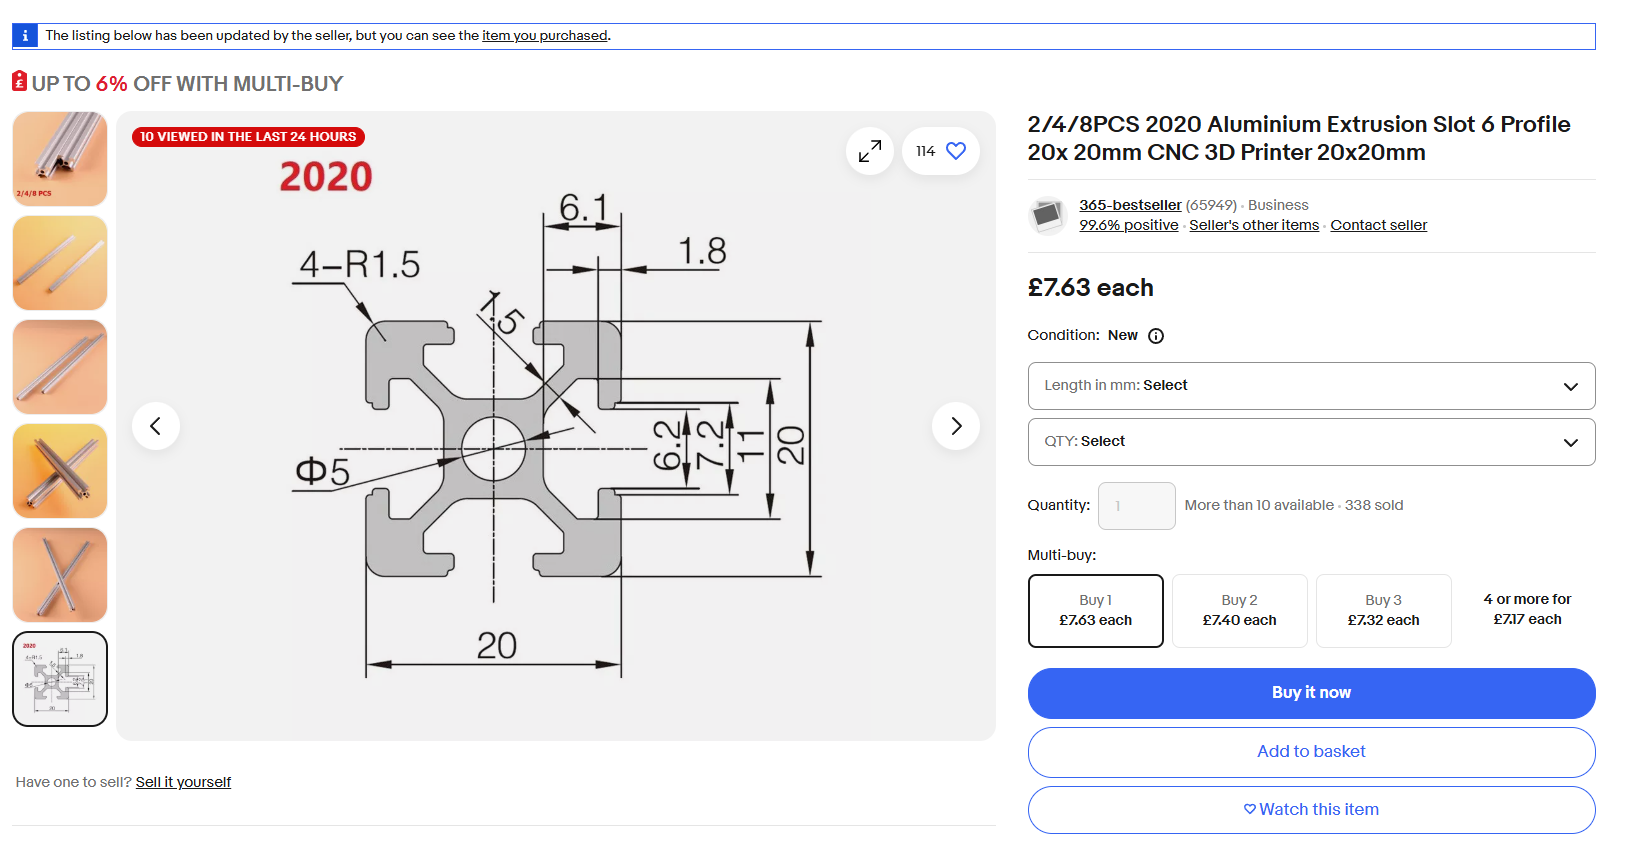 The listing below has been updated by the seller, but you can see the item you purchased.
UP TO 6% OFF WITH MULTI-BUY
2/4/8 PCS
10 VIEWED IN THE LAST 24 HOURS
114
2020
6.1
1.8
4-R1.5
1.5
Φ5
6.2
7.2
11
20
20
Have one to sell? Sell it yourself
2/4/8PCS 2020 Aluminium Extrusion Slot 6 Profile
20x 20mm CNC 3D Printer 20x20mm
365-bestseller (65949) · Business
99.6% positive · Seller's other items · Contact seller
£7.63 each
Condition: New
Length in mm: Select
QTY: Select
Quantity: 1 More than 10 available · 338 sold
Multi-buy:
Buy 1
£7.63 each
Buy 2
£7.40 each
Buy 3
£7.32 each
4 or more for
£7.17 each
Buy it now
Add to basket
Watch this item